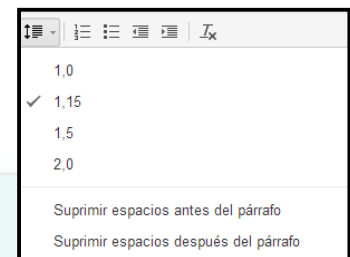 1,0
1,15
1,5
2,0
Suprimir espacios antes del párrafo
Suprimir espacios después del párrafo